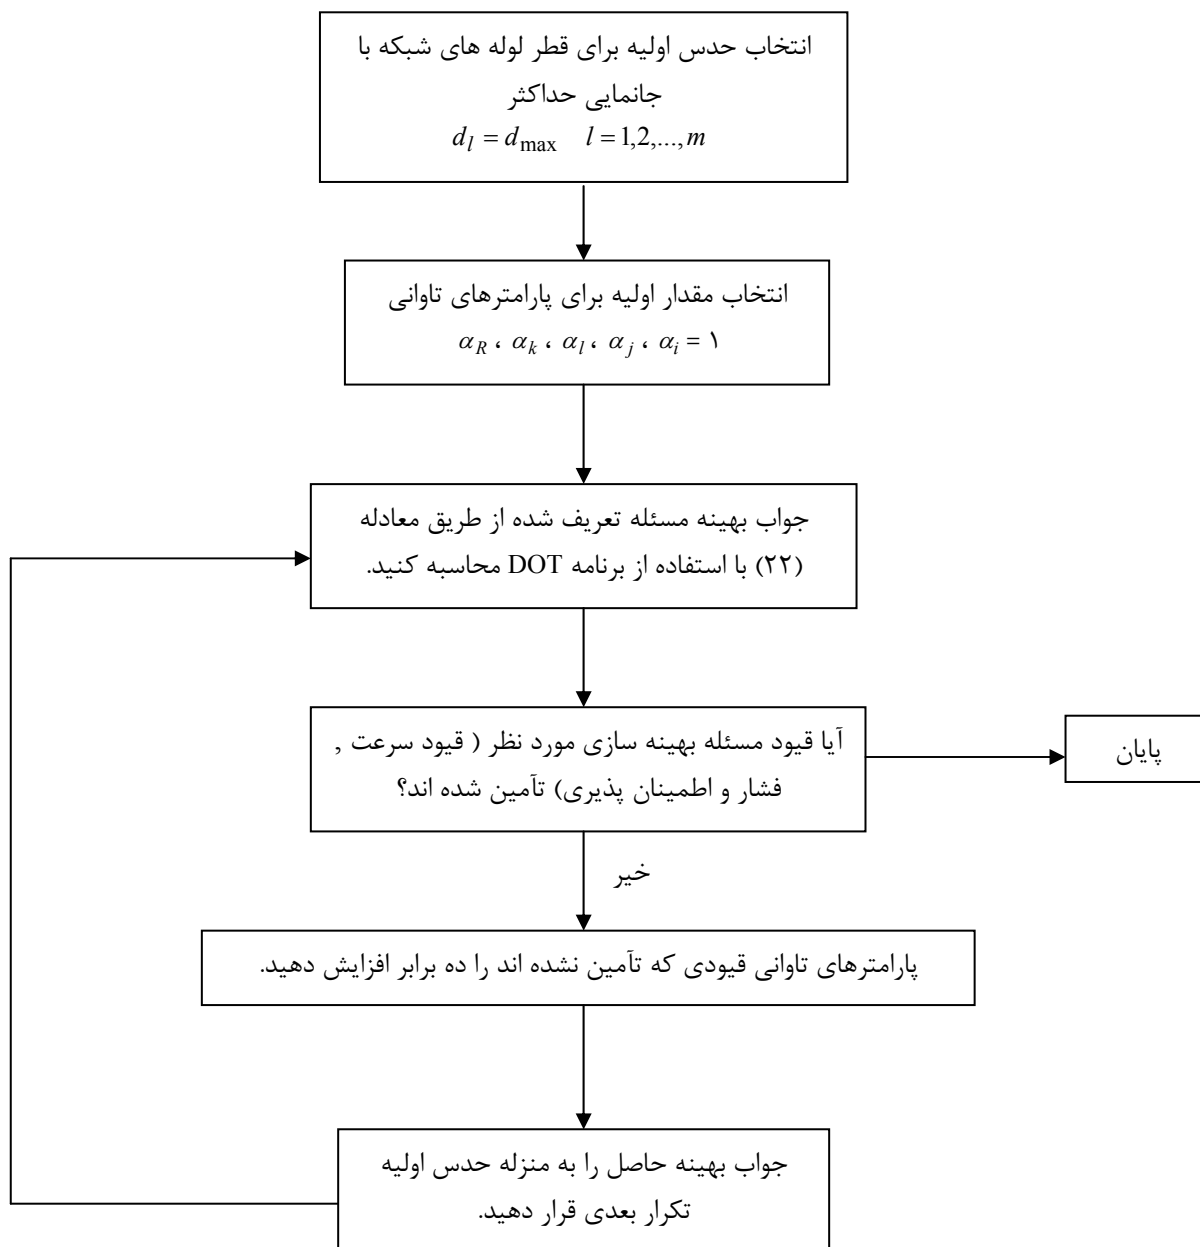 انتخاب حدس اولیه برای قطر لوله های شبکه با
جانمایی حداکثر
d_l = d_max   l = 1,2,...,m
انتخاب مقدار اولیه برای پارامترهای تاوانی
α_R ، α_k ، α_l ، α_j ، α_i = ۱
جواب بهینه مسئله تعریف شده از طریق معادله
(۲۲) با استفاده از برنامه DOT محاسبه کنید.
آیا قیود مسئله بهینه سازی مورد نظر ( قیود سرعت ,
فشار و اطمینان پذیری) تآمین شده اند؟
پایان
خیر
پارامترهای تاوانی قیودی که تآمین نشده اند را ده برابر افزایش دهید.
جواب بهینه حاصل را به منزله حدس اولیه
تکرار بعدی قرار دهید.